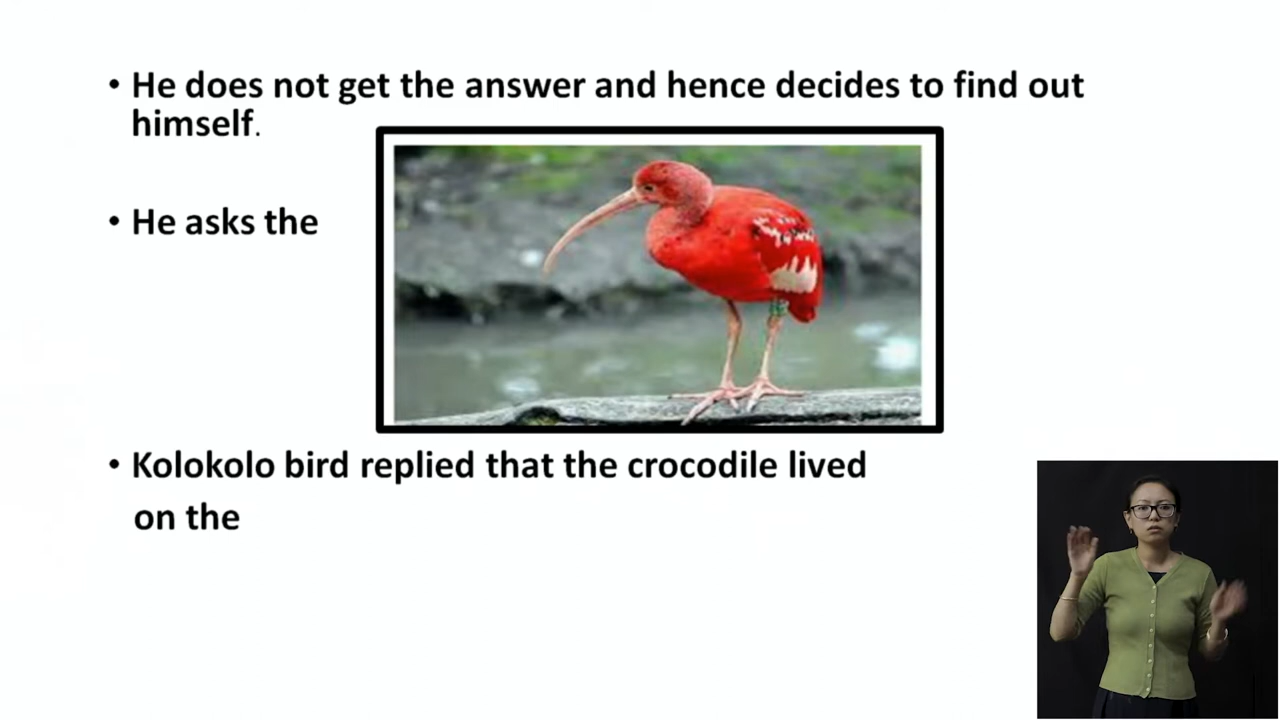 • He does not get the answer and hence decides to find out
himself.
• He asks the
• Kolokolo bird replied that the crocodile lived
on the